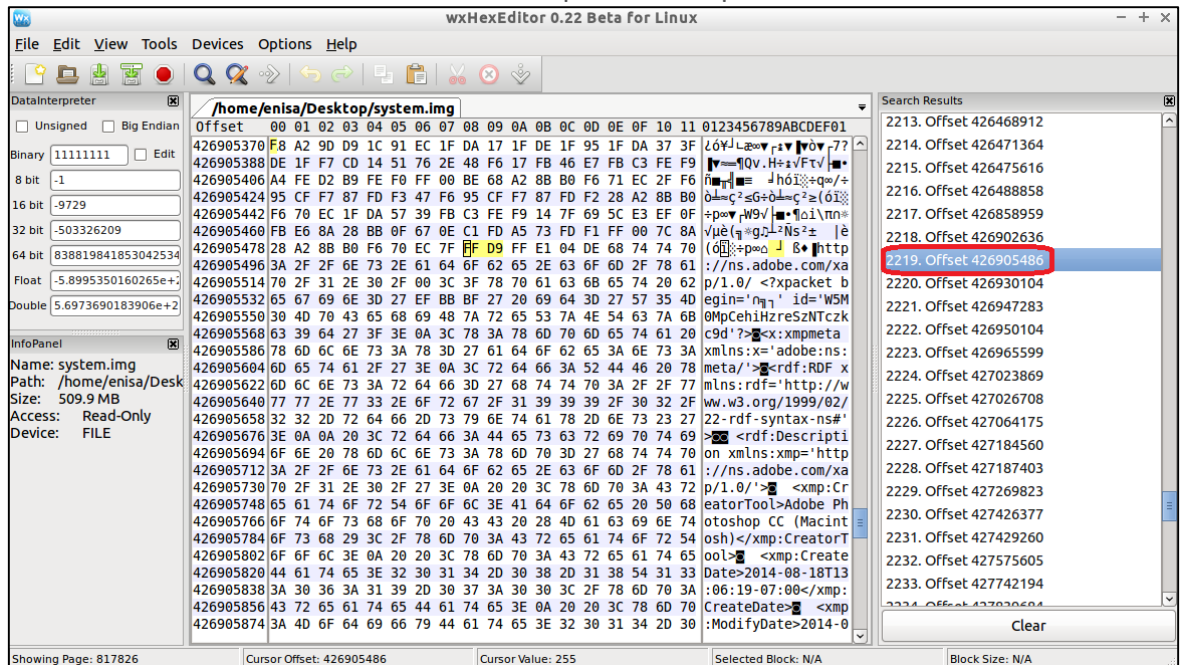 wxHexEditor 0.22 Beta for Linux
File Edit View Tools Devices Options Help
DataInterpreter
Unsigned Big Endian
Binary 11111111 Edit
8 bit -1
16 bit -9729
32 bit -503326209
64 bit 838819841853042534
Float -5.8995350160265e+2
Double 5.6973690183906e+2
InfoPanel
Name: system.img
Path: /home/enisa/Desk
Size: 509.9 MB
Access: Read-Only
Device: FILE
/home/enisa/Desktop/system.img
Offset 00 01 02 03 04 05 06 07 08 09 0A 0B 0C 0D 0E 0F 10 11 0123456789ABCDEF01
426905370 F8 A2 9D D9 1C 91 EC 1F DA 17 1F DE 1F 95 1F DA 37 3F
426905388 DE 1F F7 CD 14 51 76 2E 48 F6 17 FB 46 E7 FB C3 FE F9
426905406 A4 FE D2 B9 FE F0 FF 00 BE 68 A2 8B B0 F6 71 EC 2F F6
426905424 95 CF F7 87 FD F3 47 F6 95 CF F7 87 FD F2 28 A2 8B B0
426905442 F6 70 EC 1F DA 57 39 FB C3 FE F9 14 7F 69 5C E3 EF 0F
426905460 FB E6 8A 28 BB 0F 67 0E C1 FD A5 73 FD F1 FF 00 7C 8A
426905478 28 A2 8B B0 F6 70 EC 7F FF D9 FF E1 04 DE 68 74 74 70
426905496 3A 2F 2F 6E 73 2E 61 64 6F 62 65 2E 63 6F 6D 2F 78 61 ://ns.adobe.com/xa
426905514 70 2F 31 2E 30 2F 00 3C 3F 78 70 61 63 6B 65 74 20 62 p/1.0/ <?xpacket b
426905532 65 67 69 6E 3D 27 EF BB BF 27 20 69 64 3D 27 57 35 4D egin='∩╗┐' id='W5M
426905550 30 4D 70 43 65 68 69 48 7A 72 65 53 7A 4E 54 63 7A 6B 0MpCehiHzreSzNTczk
426905568 63 39 64 27 3F 3E 0A 3C 78 3A 78 6D 70 6D 65 74 61 20 c9d'?>◙<x:xmpmeta
426905586 78 6D 6C 6E 73 3A 78 3D 27 61 64 6F 62 65 3A 6E 73 3A xmlns:x='adobe:ns:
426905604 6D 65 74 61 2F 27 3E 0A 3C 72 64 66 3A 52 44 46 20 78 meta/'>◙<rdf:RDF x
426905622 6D 6C 6E 73 3A 72 64 66 3D 27 68 74 74 70 3A 2F 2F 77 mlns:rdf='http://w
426905640 77 77 2E 77 33 2E 6F 72 67 2F 31 39 39 39 2F 30 32 2F ww.w3.org/1999/02/
426905658 32 32 2D 72 64 66 2D 73 79 6E 74 61 78 2D 6E 73 23 27 22-rdf-syntax-ns#'
426905676 3E 0A 0A 20 3C 72 64 66 3A 44 65 73 63 72 69 70 74 69 >◙◙ <rdf:Descripti
426905694 6F 6E 20 78 6D 6C 6E 73 3A 78 6D 70 3D 27 68 74 74 70 on xmlns:xmp='http
426905712 3A 2F 2F 6E 73 2E 61 64 6F 62 65 2E 63 6F 6D 2F 78 61 ://ns.adobe.com/xa
426905730 70 2F 31 2E 30 2F 27 3E 0A 20 20 3C 78 6D 70 3A 43 72 p/1.0/'>◙  <xmp:Cr
426905748 65 61 74 6F 72 54 6F 6F 6C 3E 41 64 6F 62 65 20 50 68 eatorTool>Adobe Ph
426905766 6F 74 6F 73 68 6F 70 20 43 43 20 28 4D 61 63 69 6E 74 otoshop CC (Macint
426905784 6F 73 68 29 3C 2F 78 6D 70 3A 43 72 65 61 74 6F 72 54 osh)</xmp:CreatorT
426905802 6F 6F 6C 3E 0A 20 20 3C 78 6D 70 3A 43 72 65 61 74 65 ool>◙  <xmp:Create
426905820 44 61 74 65 3E 32 30 31 34 2D 30 38 2D 31 38 54 31 33 Date>2014-08-18T13
426905838 3A 30 36 3A 31 39 2D 30 37 3A 30 30 3C 2F 78 6D 70 3A :06:19-07:00</xmp:
426905856 43 72 65 61 74 65 44 61 74 65 3E 0A 20 20 3C 78 6D 70 CreateDate>◙  <xmp
426905874 3A 4D 6F 64 69 66 79 44 61 74 65 3E 32 30 31 34 2D 30 :ModifyDate>2014-0
Search Results
2213. Offset 426468912
2214. Offset 426471364
2215. Offset 426475616
2216. Offset 426488858
2217. Offset 426858959
2218. Offset 426902636
2219. Offset 426905486
2220. Offset 426930104
2221. Offset 426947283
2222. Offset 426950104
2223. Offset 426965599
2224. Offset 427023869
2225. Offset 427026708
2226. Offset 427064175
2227. Offset 427184560
2228. Offset 427187403
2229. Offset 427269823
2230. Offset 427426377
2231. Offset 427429260
2232. Offset 427575605
2233. Offset 427742194
Clear
Showing Page: 817826 Cursor Offset: 426905486 Cursor Value: 255 Selected Block: N/A Block Size: N/A